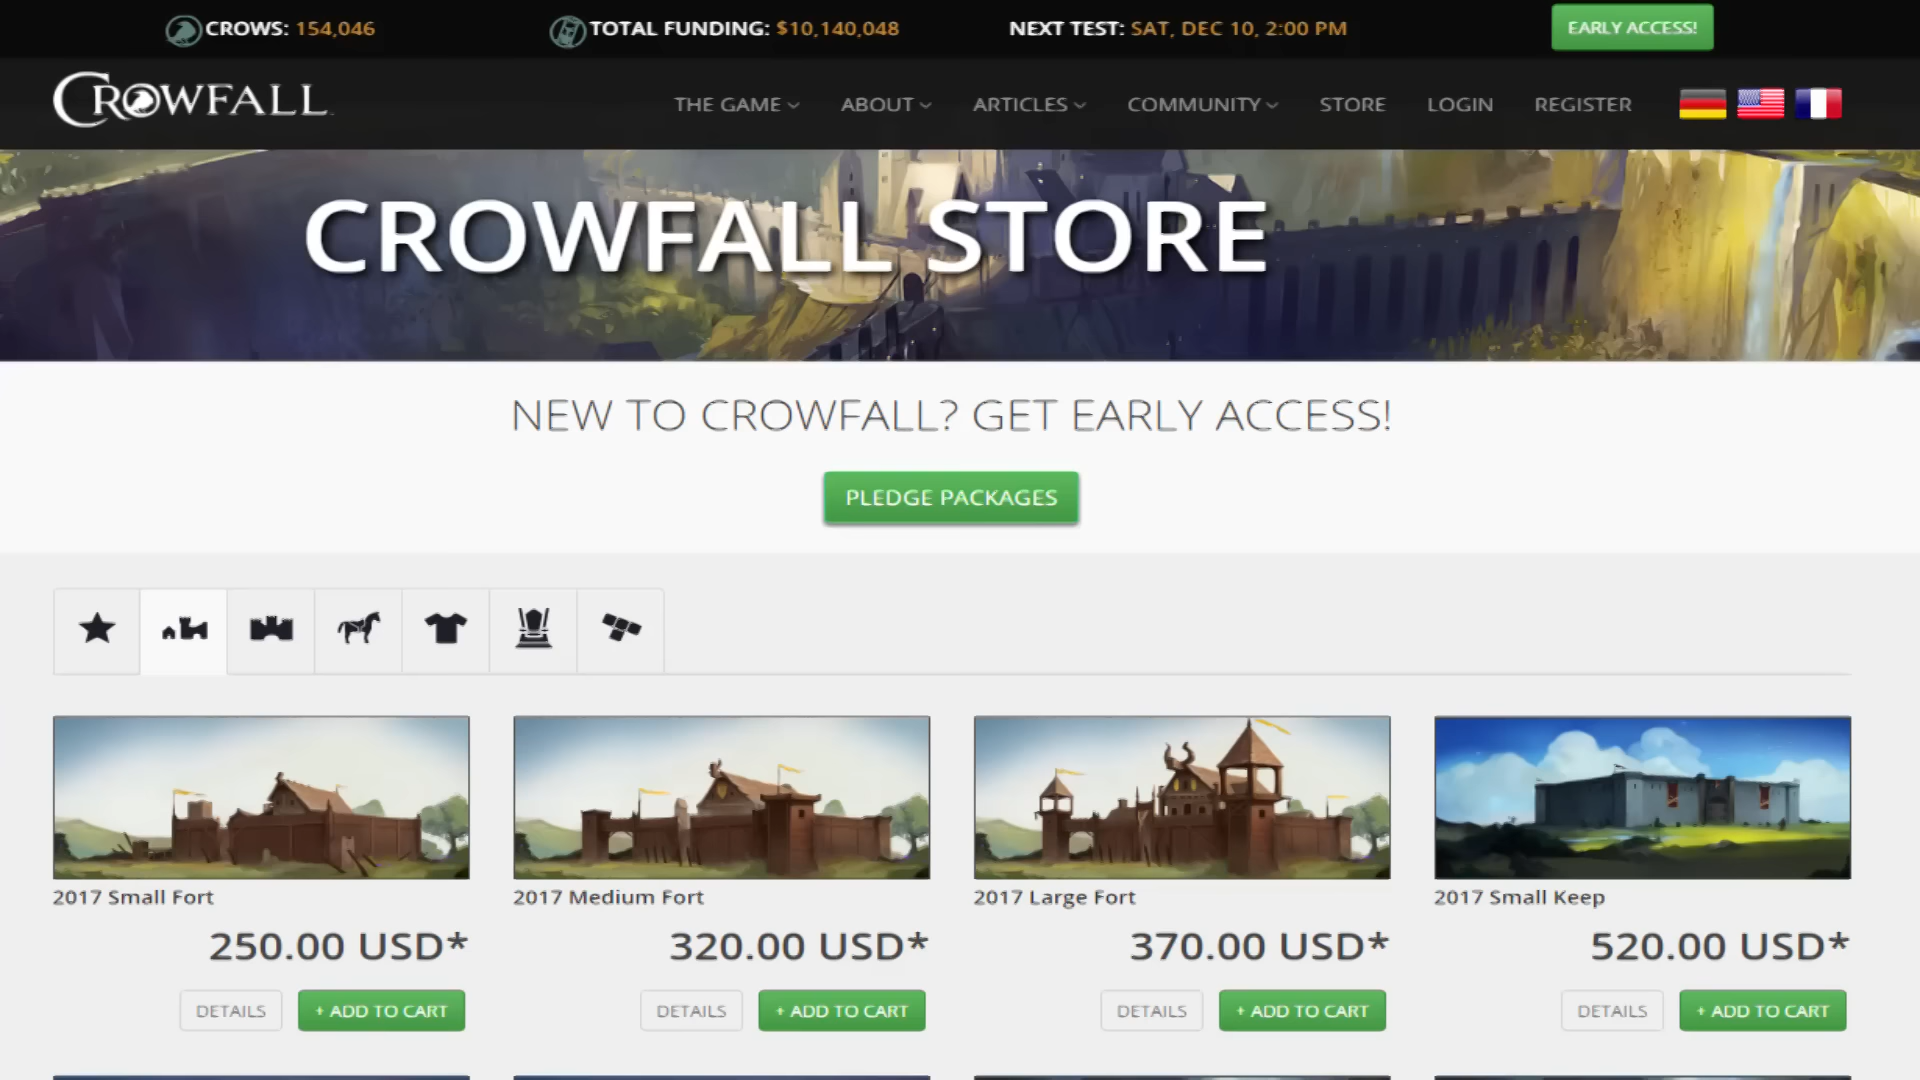 CROWS: 154,046
TOTAL FUNDING: $10,140,048
NEXT TEST: SAT, DEC 10, 2:00 PM
EARLY ACCESS!
CROWFALL
THE GAME
ABOUT
ARTICLES
COMMUNITY
STORE
LOGIN
REGISTER
CROWFALL STORE
NEW TO CROWFALL? GET EARLY ACCESS!
PLEDGE PACKAGES
2017 Small Fort
250.00 USD*
DETAILS
+ ADD TO CART
2017 Medium Fort
320.00 USD*
DETAILS
+ ADD TO CART
2017 Large Fort
370.00 USD*
DETAILS
+ ADD TO CART
2017 Small Keep
520.00 USD*
DETAILS
+ ADD TO CART